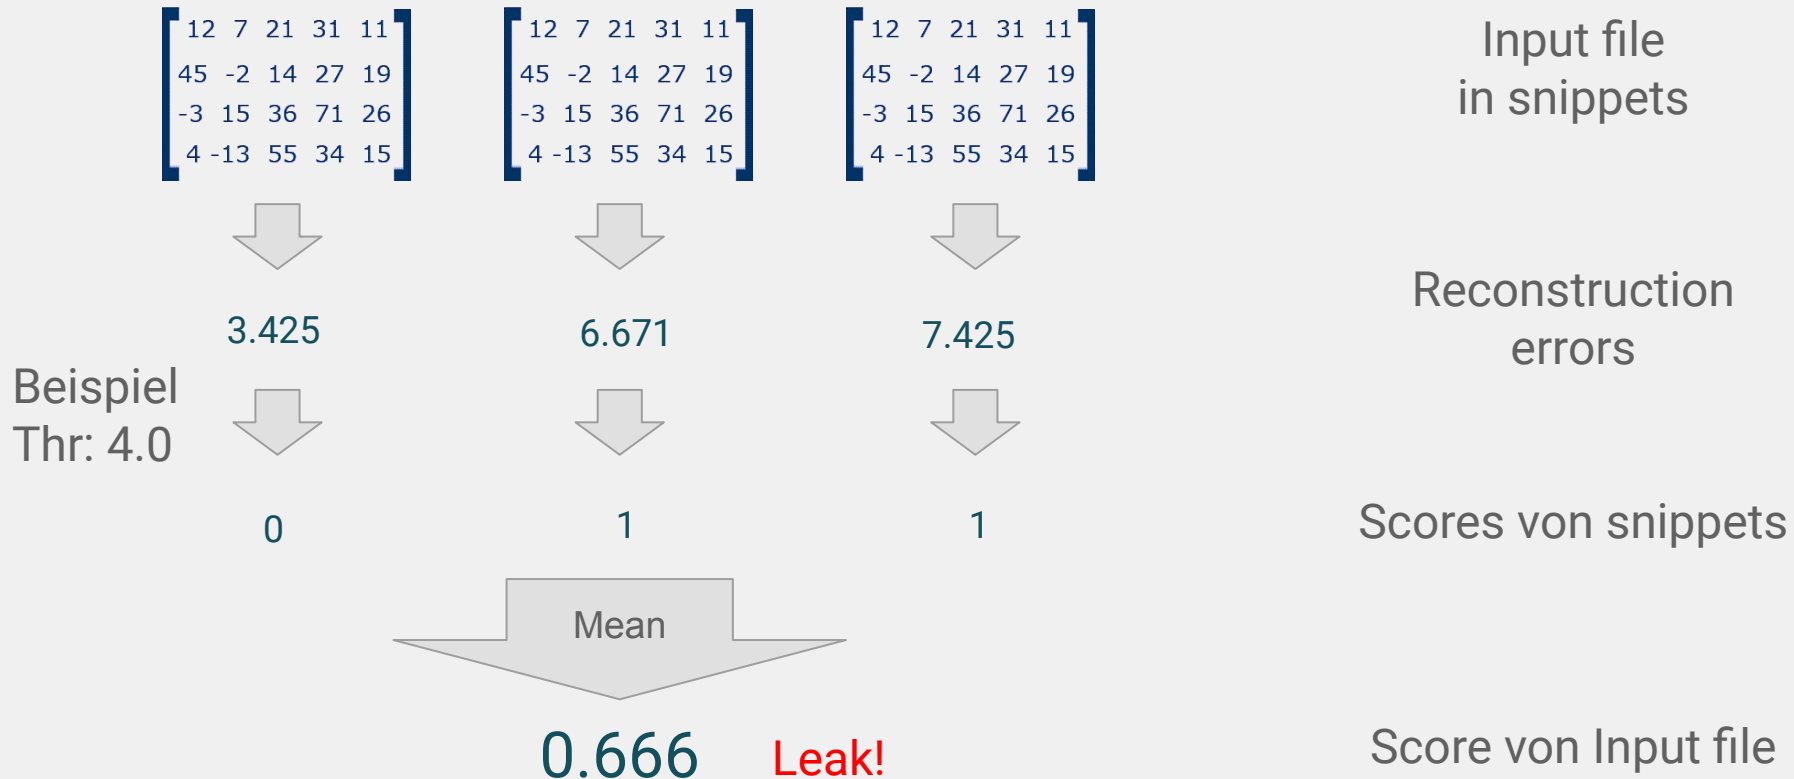 12 7 21 31 11
45 -2 14 27 19
-3 15 36 71 26
4 -13 55 34 15
12 7 21 31 11
45 -2 14 27 19
-3 15 36 71 26
4 -13 55 34 15
12 7 21 31 11
45 -2 14 27 19
-3 15 36 71 26
4 -13 55 34 15
Input file
in snippets
3.425
6.671
7.425
Reconstruction
errors
Beispiel
Thr: 4.0
0
1
1
Scores von snippets
Mean
0.666
Leak!
Score von Input file